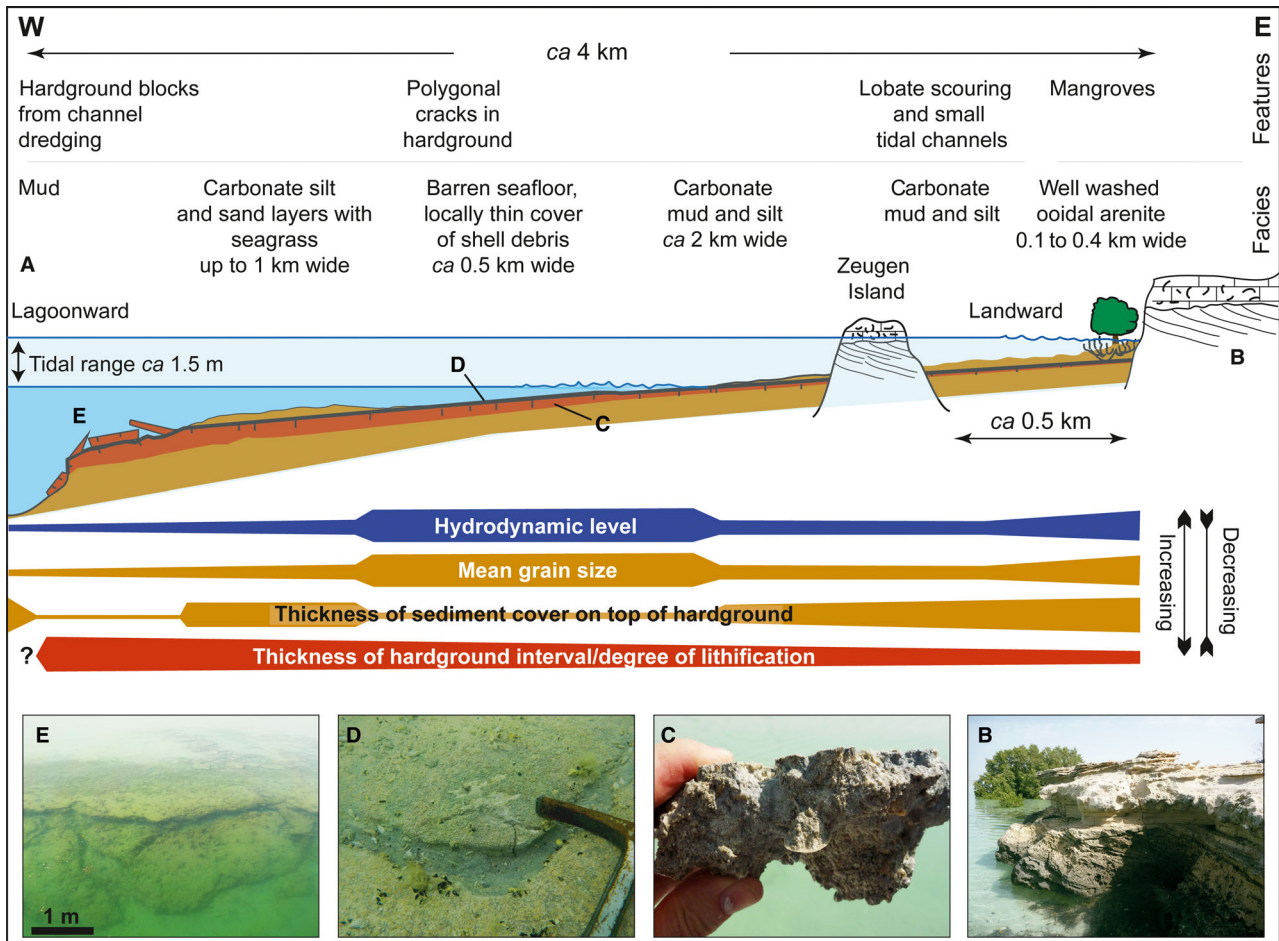 W
E
ca 4 km
Features
Hardground blocks
from channel
dredging
Polygonal
cracks in
hardground
Lobate scouring
and small
tidal channels
Mangroves
Facies
Mud
Carbonate silt
and sand layers with
seagrass
up to 1 km wide
Barren seafloor,
locally thin cover
of shell debris
ca 0.5 km wide
Carbonate
mud and silt
ca 2 km wide
Carbonate
mud and silt
Well washed
ooidal arenite
0.1 to 0.4 km wide
A
Zeugen
Island
Lagoonward
Landward
Tidal range ca 1.5 m
D
B
E
C
ca 0.5 km
Hydrodynamic level
Mean grain size
Thickness of sediment cover on top of hardground
? Thickness of hardground interval/degree of lithification
Increasing
Decreasing
E
1 m
D
C
B